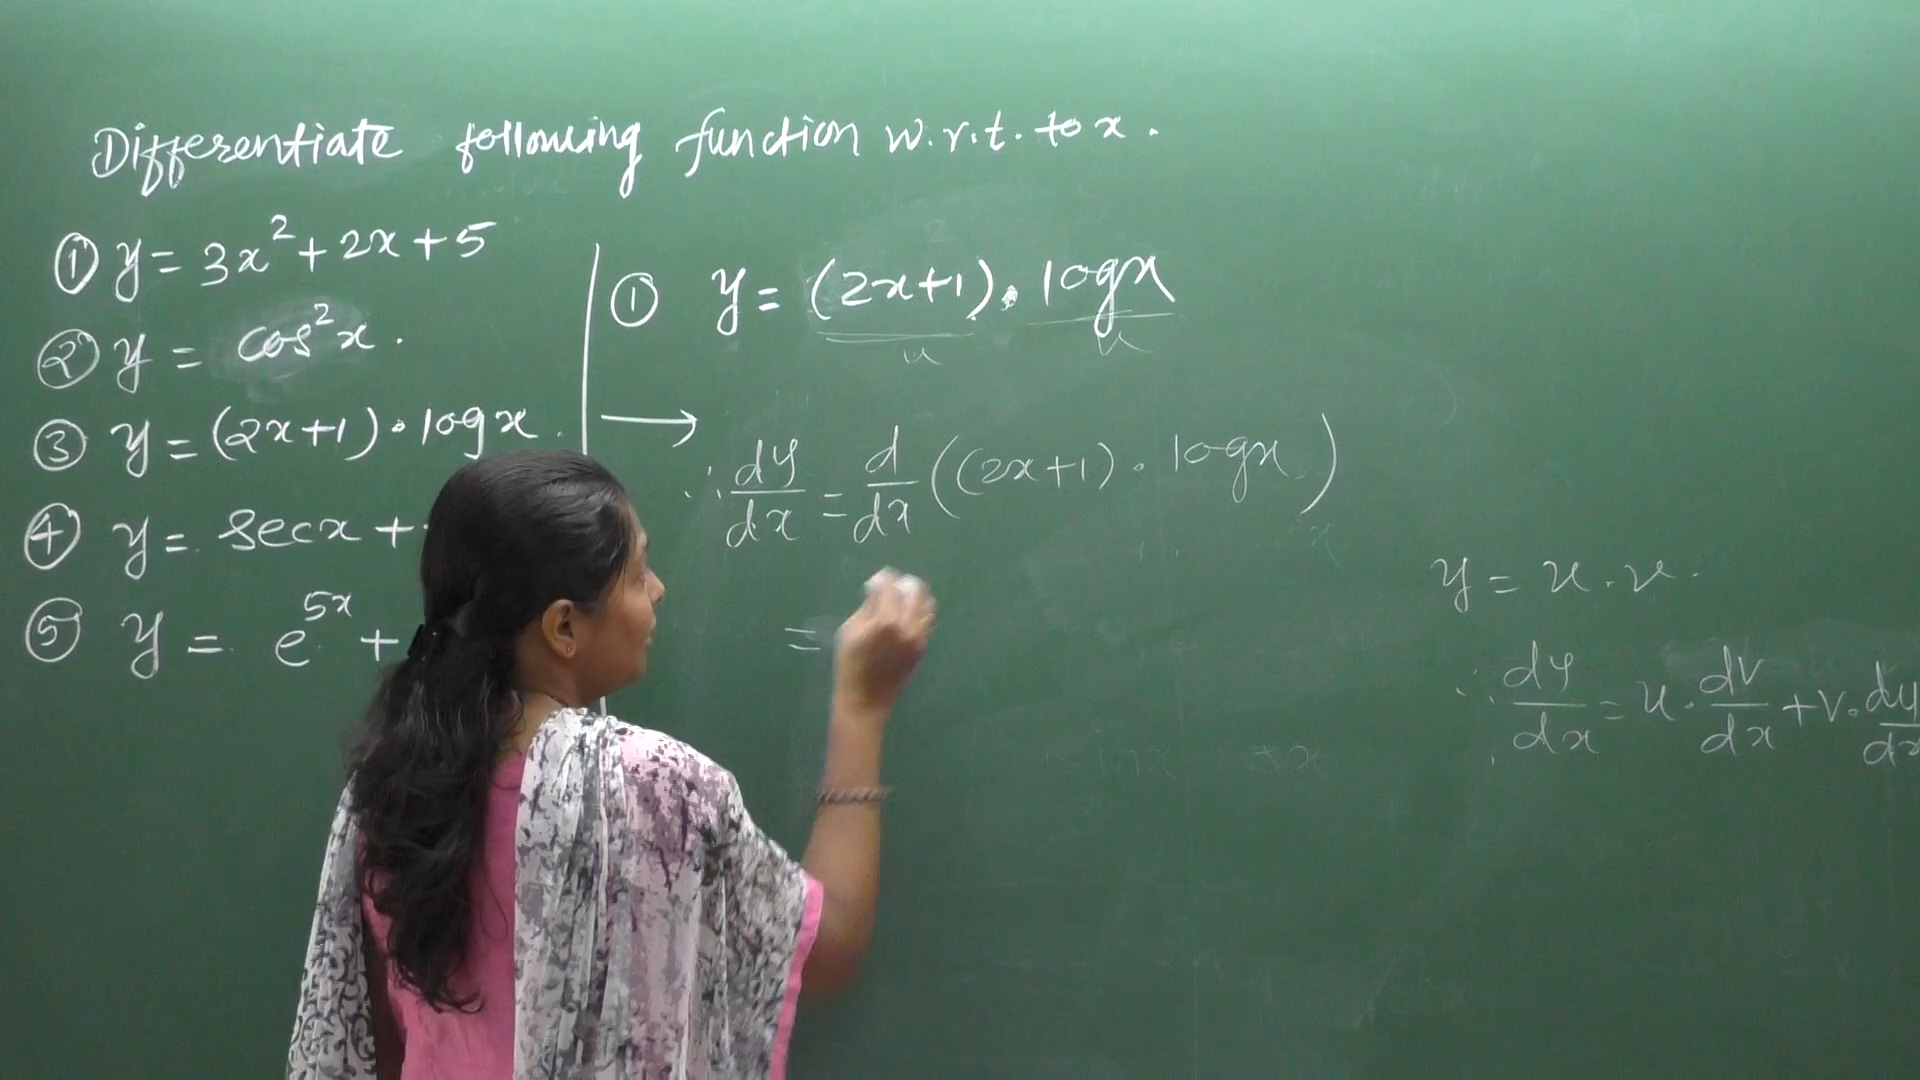 Differentiate following function w.r.t. to x.
① y = 3x² + 2x + 5
② y = cos²x.
③ y = (2x+1)・logx.
④ y = secx +
⑤ y = e^5x +
① y = (2x+1)・logx
u
→
∴ dy/dx = d/dx ((2x+1)・logx)
=
y = u.v.
∴ dy/dx = u・dv/dx + v・du/dx